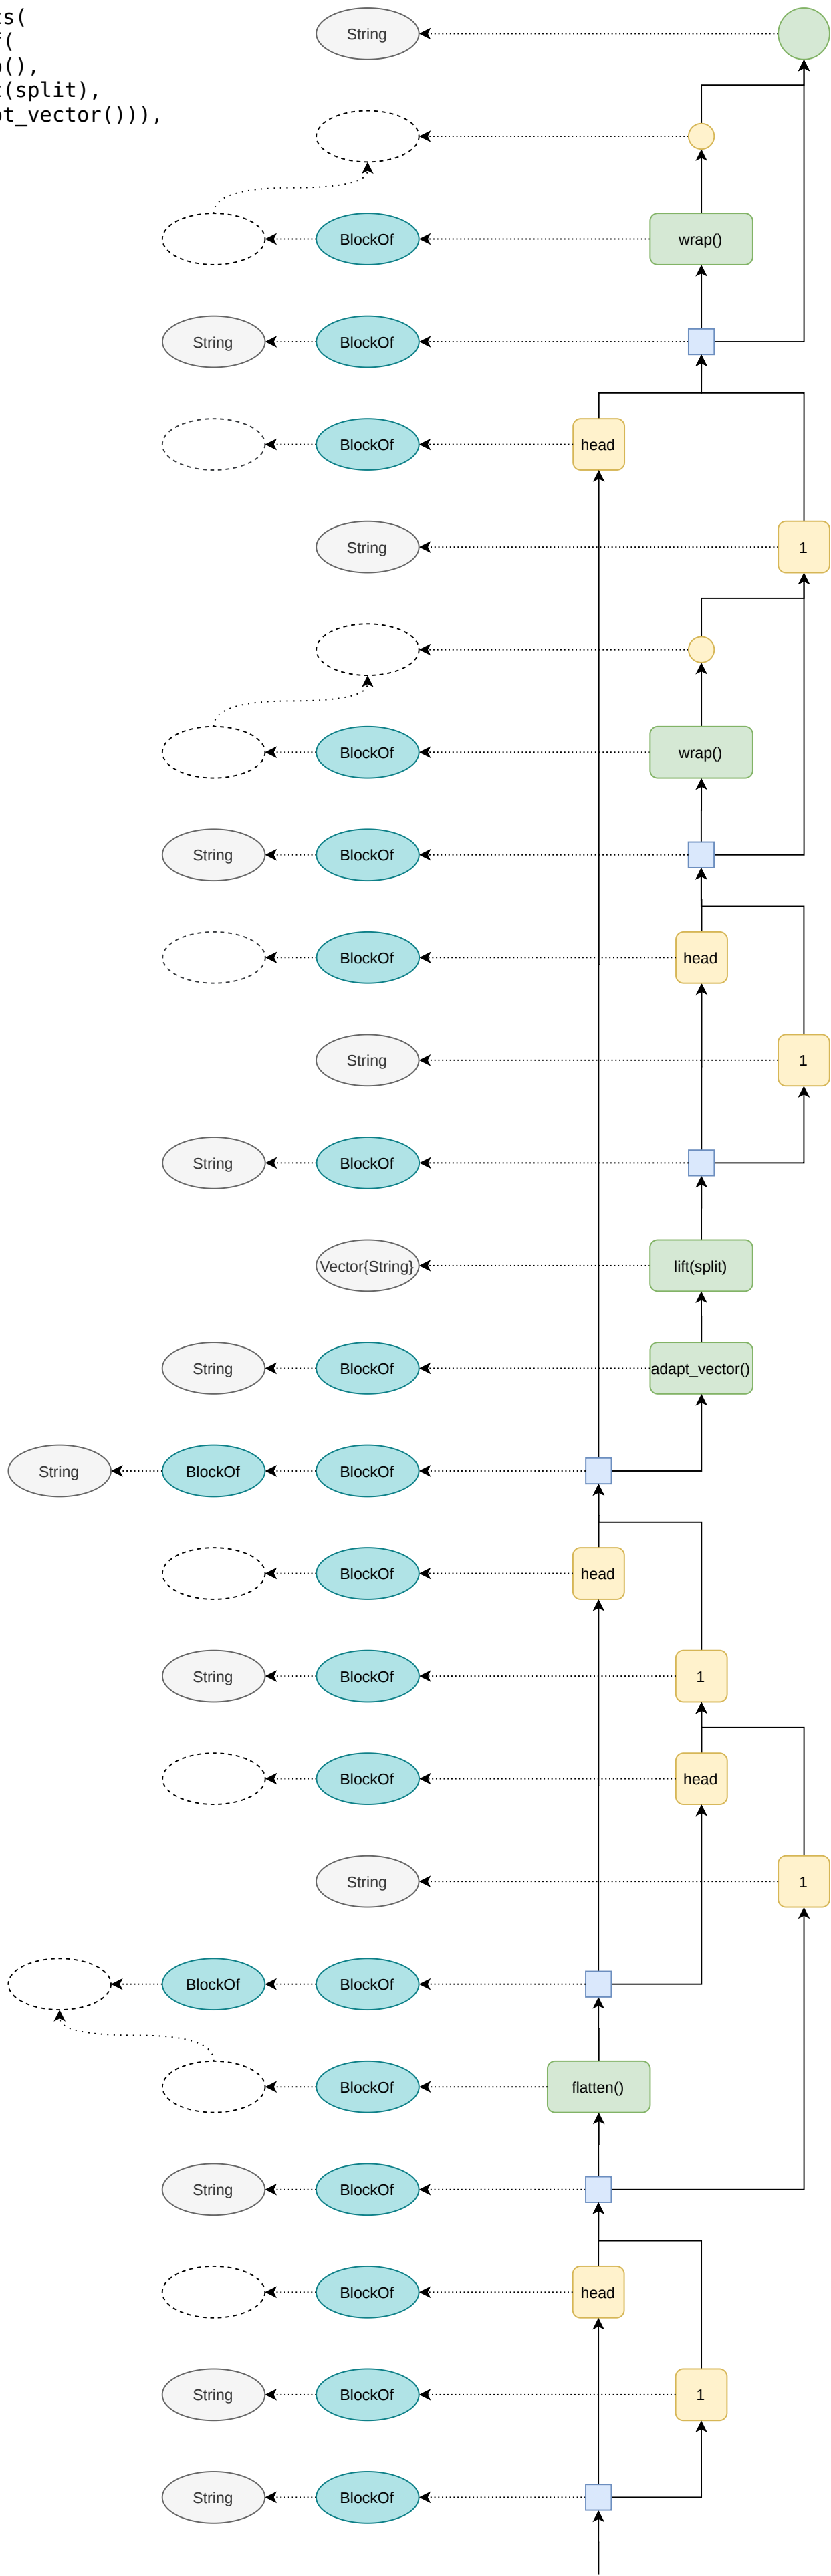 ts(
f(
p(),
t(split),
pt_vector())),
String
BlockOf
wrap()
String
BlockOf
BlockOf
head
String
1
BlockOf
wrap()
String
BlockOf
BlockOf
head
String
1
String
BlockOf
Vector{String}
lift(split)
String
BlockOf
adapt_vector()
String
BlockOf
BlockOf
BlockOf
head
String
BlockOf
1
BlockOf
head
String
1
BlockOf
BlockOf
BlockOf
flatten()
String
BlockOf
BlockOf
head
String
BlockOf
1
String
BlockOf